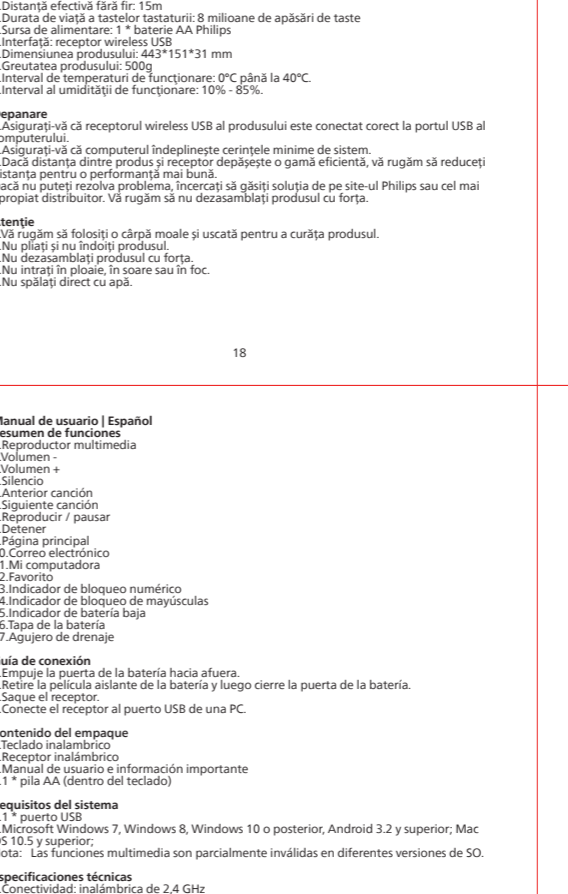 .Distanță efectivă fără fir: 15m
.Durata de viață a tastelor tastaturii: 8 milioane de apăsări de taste
.Sursa de alimentare: 1 * baterie AA Philips
.Interfață: receptor wireless USB
.Dimensiunea produsului: 443*151*31 mm
.Greutatea produsului: 500g
.Interval de temperaturi de funcționare: 0°C până la 40°C.
.Interval al umidităţii de funcționare: 10% - 85%.
epanare
.Asigurați-vă că receptorul wireless USB al produsului este conectat corect la portul USB al
omputerului.
.Asigurați-vă că computerul îndeplinește cerințele minime de sistem.
.Dacă distanța dintre produs și receptor depășește o gamă eficientă, vă rugăm să reduceți
istanța pentru o performanță mai bună.
acă nu puteți rezolva problema, încercați să găsiți soluția de pe site-ul Philips sau cel mai
propiat distribuitor. Vă rugăm să nu dezasamblați produsul cu forța.
tenţie
.Vă rugăm să folosiți o cârpă moale și uscată pentru a curăța produsul.
.Nu pliați și nu îndoiți produsul.
.Nu dezasamblați produsul cu forța.
.Nu intrați în ploaie, în soare sau în foc.
.Nu spălați direct cu apă.
18
Manual de usuario | Español
esumen de funciones
.Reproductor multimedia
.Volumen -
.Volumen +
.Silencio
.Anterior canción
.Siguiente canción
.Reproducir / pausar
.Detener
.Página principal
0.Correo electrónico
1.Mi computadora
2.Favorito
3.Indicador de bloqueo numérico
4.Indicador de bloqueo de mayúsculas
5.Indicador de batería baja
6.Tapa de la batería
7.Agujero de drenaje
uía de conexión
.Empuje la puerta de la batería hacia afuera.
.Retire la película aislante de la batería y luego cierre la puerta de la batería.
.Saque el receptor.
.Conecte el receptor al puerto USB de una PC.
ontenido del empaque
.Teclado inalambrico
.Receptor inalámbrico
.Manual de usuario e información importante
.1 * pila AA (dentro del teclado)
equisitos del sistema
.1 * puerto USB
.Microsoft Windows 7, Windows 8, Windows 10 o posterior, Android 3.2 y superior; Mac
OS 10.5 y superior;
ota: Las funciones multimedia son parcialmente inválidas en diferentes versiones de SO.
specificaciones técnicas
.Conectividad: inalámbrica de 2,4 GHz